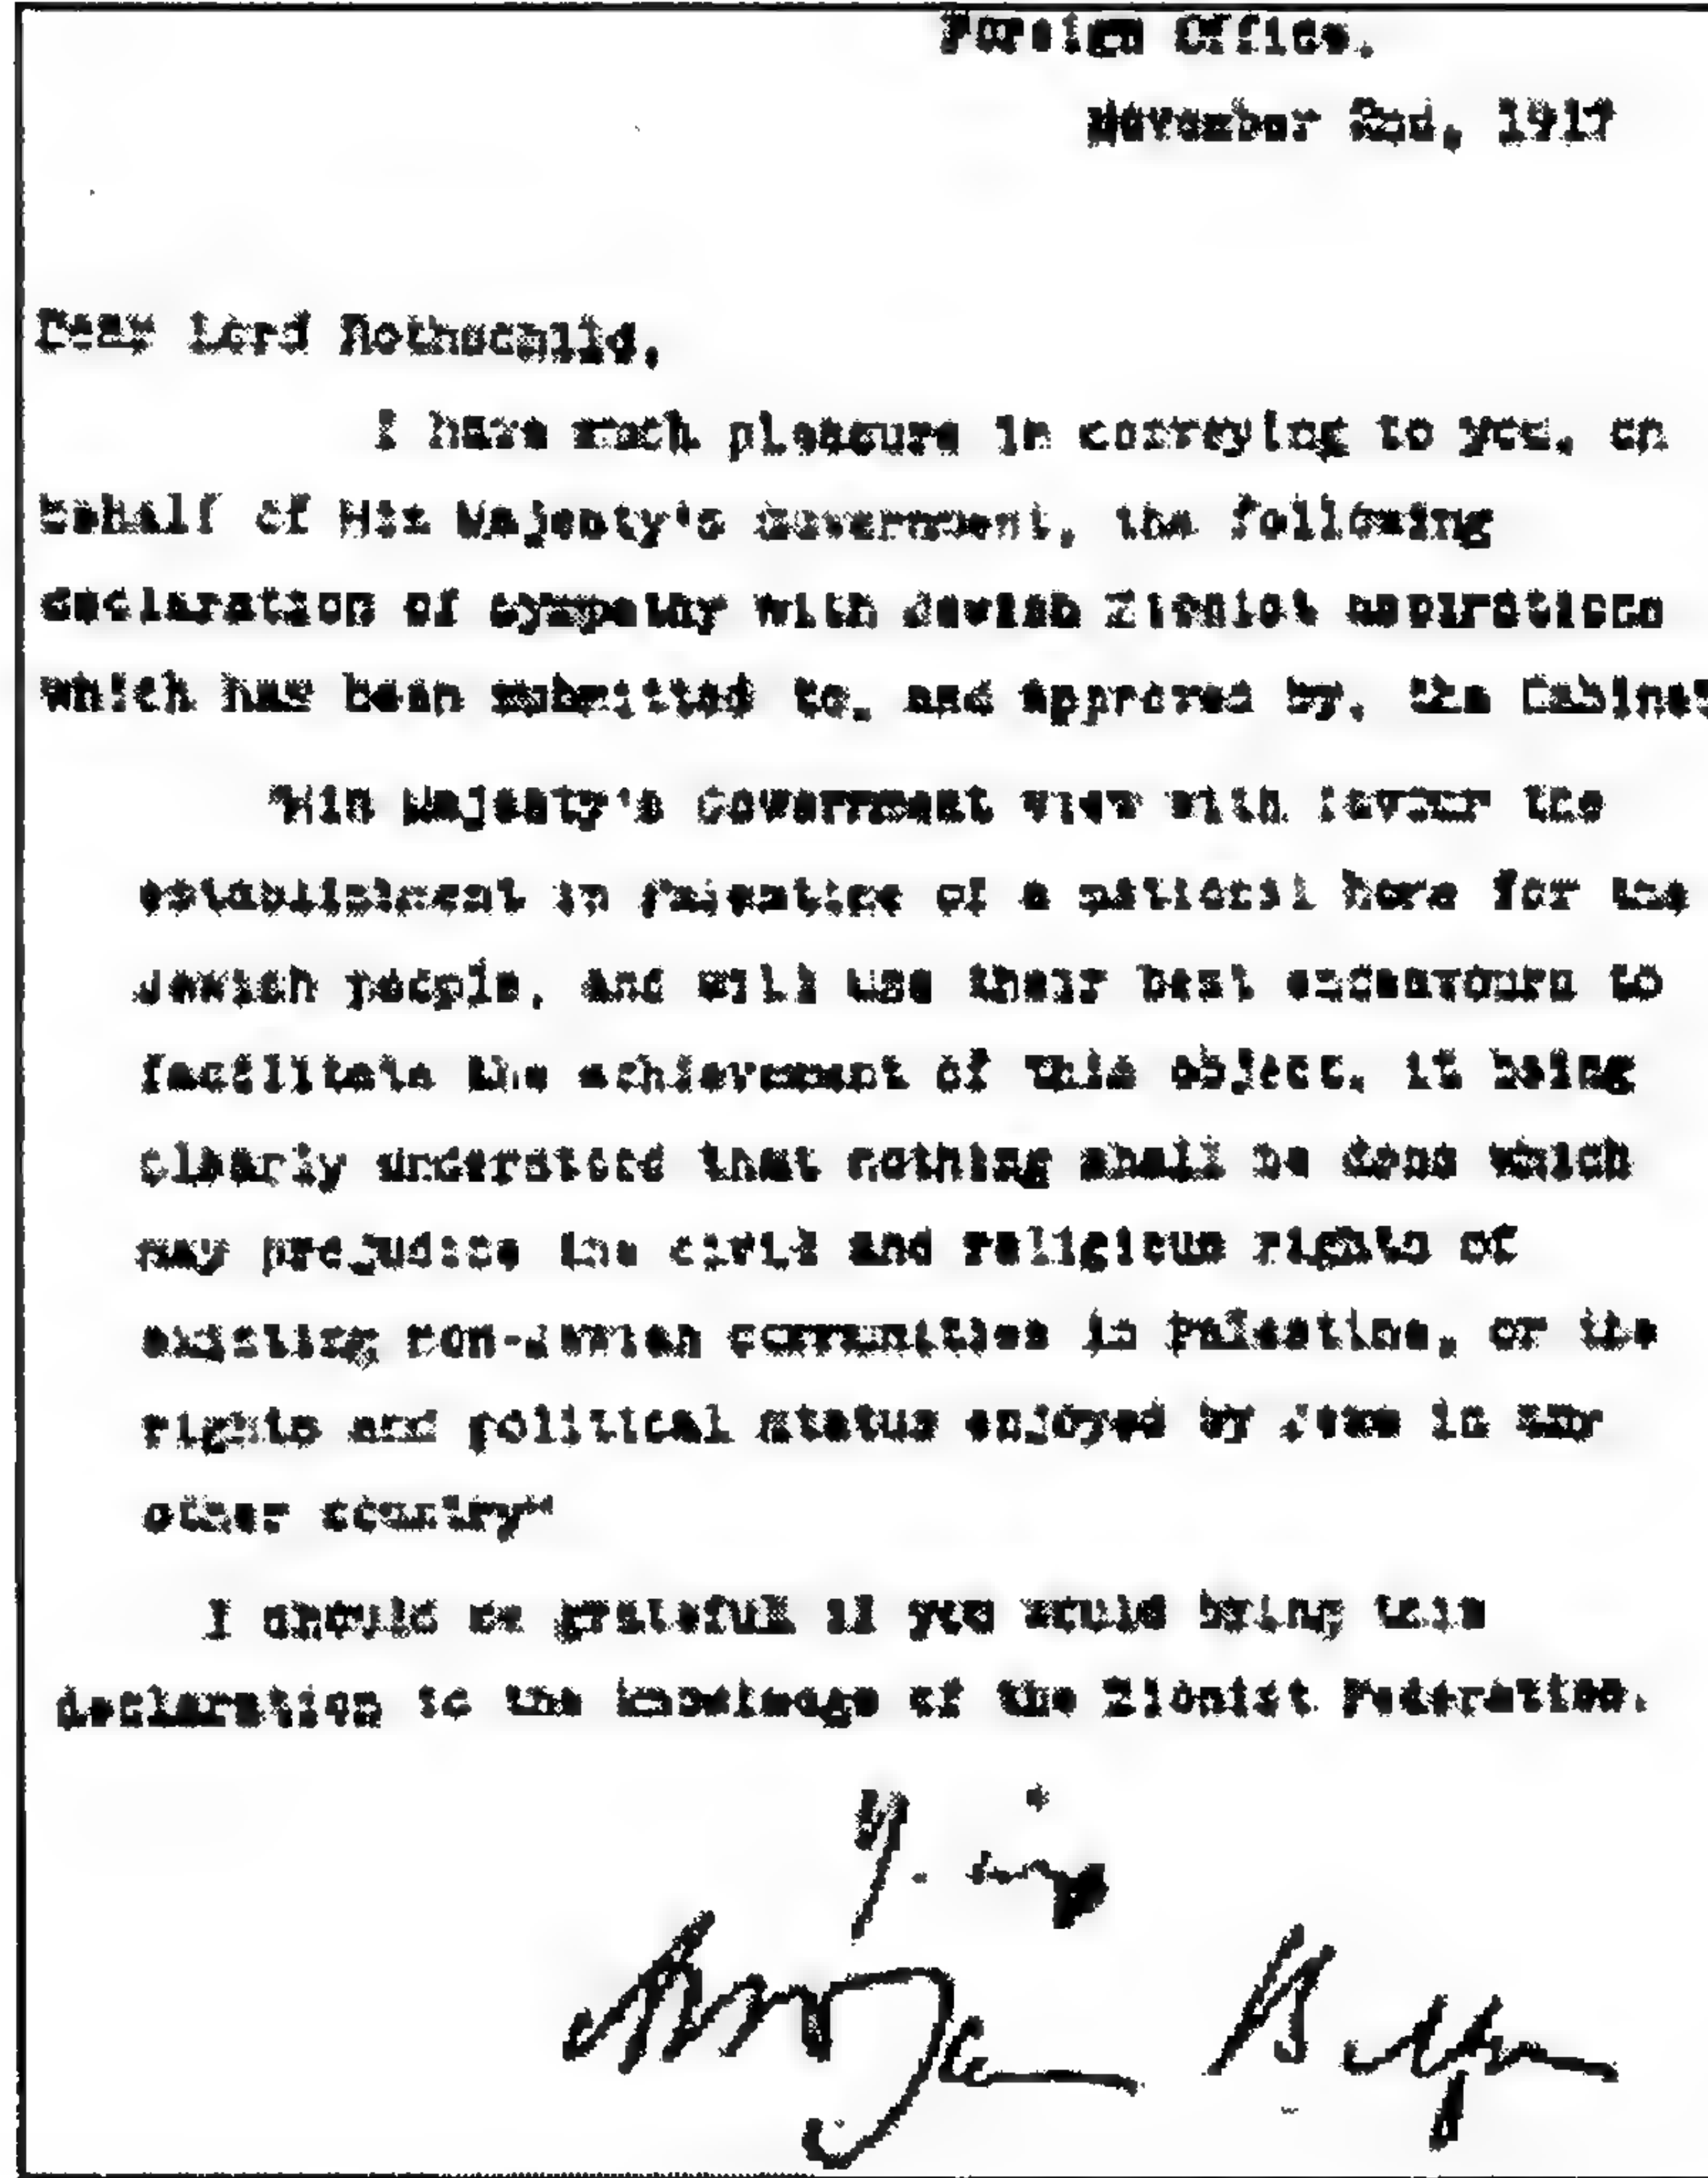 Foreign Office,
November 2nd, 1917
Dear Lord Rothschild,
I have much pleasure in conveying to you, on
behalf of His Majesty's Government, the following
declaration of sympathy with Jewish Zionist aspirations
which has been submitted to, and approved by, the Cabinet
"His Majesty's Government view with favour the
establishment in Palestine of a national home for the
Jewish people, and will use their best endeavours to
facilitate the achievement of this object, it being
clearly understood that nothing shall be done which
may prejudice the civil and religious rights of
existing non-Jewish communities in Palestine, or the
rights and political status enjoyed by Jews in any
other country"
I should be grateful if you would bring this
declaration to the knowledge of the Zionist Federation.
Arthur James Balfour